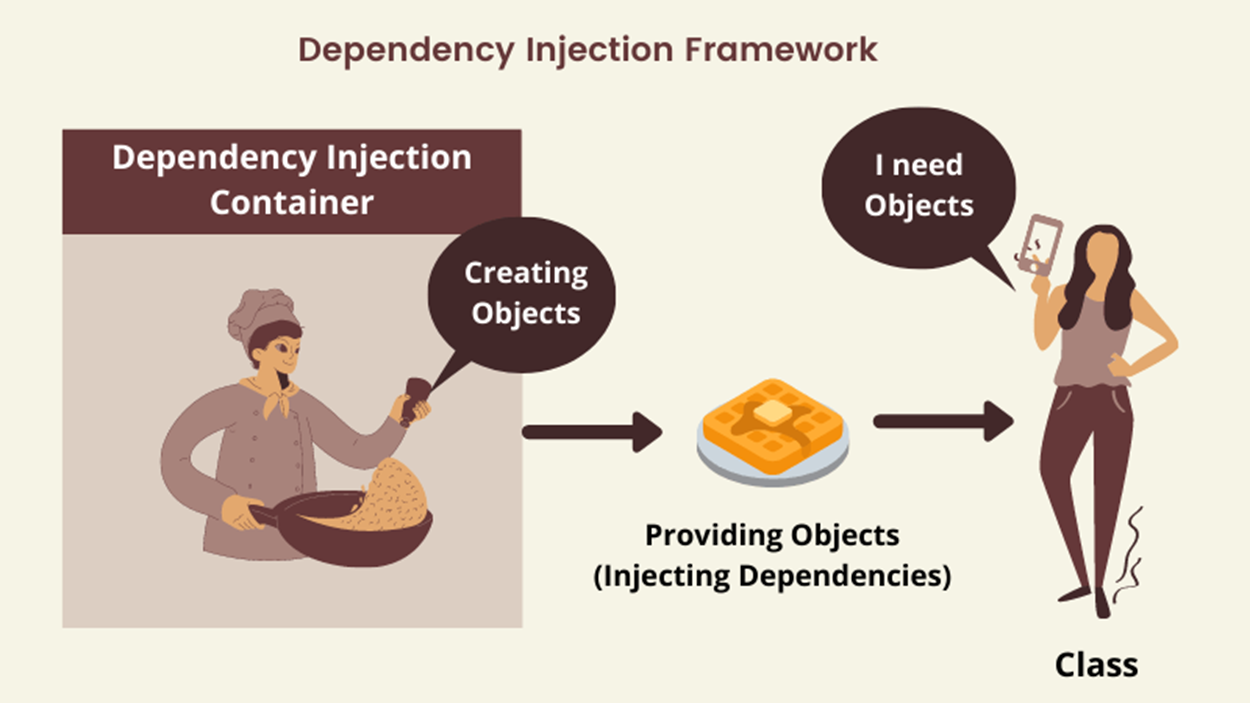 Dependency Injection Framework
Dependency Injection
Container
Creating
Objects
I need
Objects
Providing Objects
(Injecting Dependencies)
Class